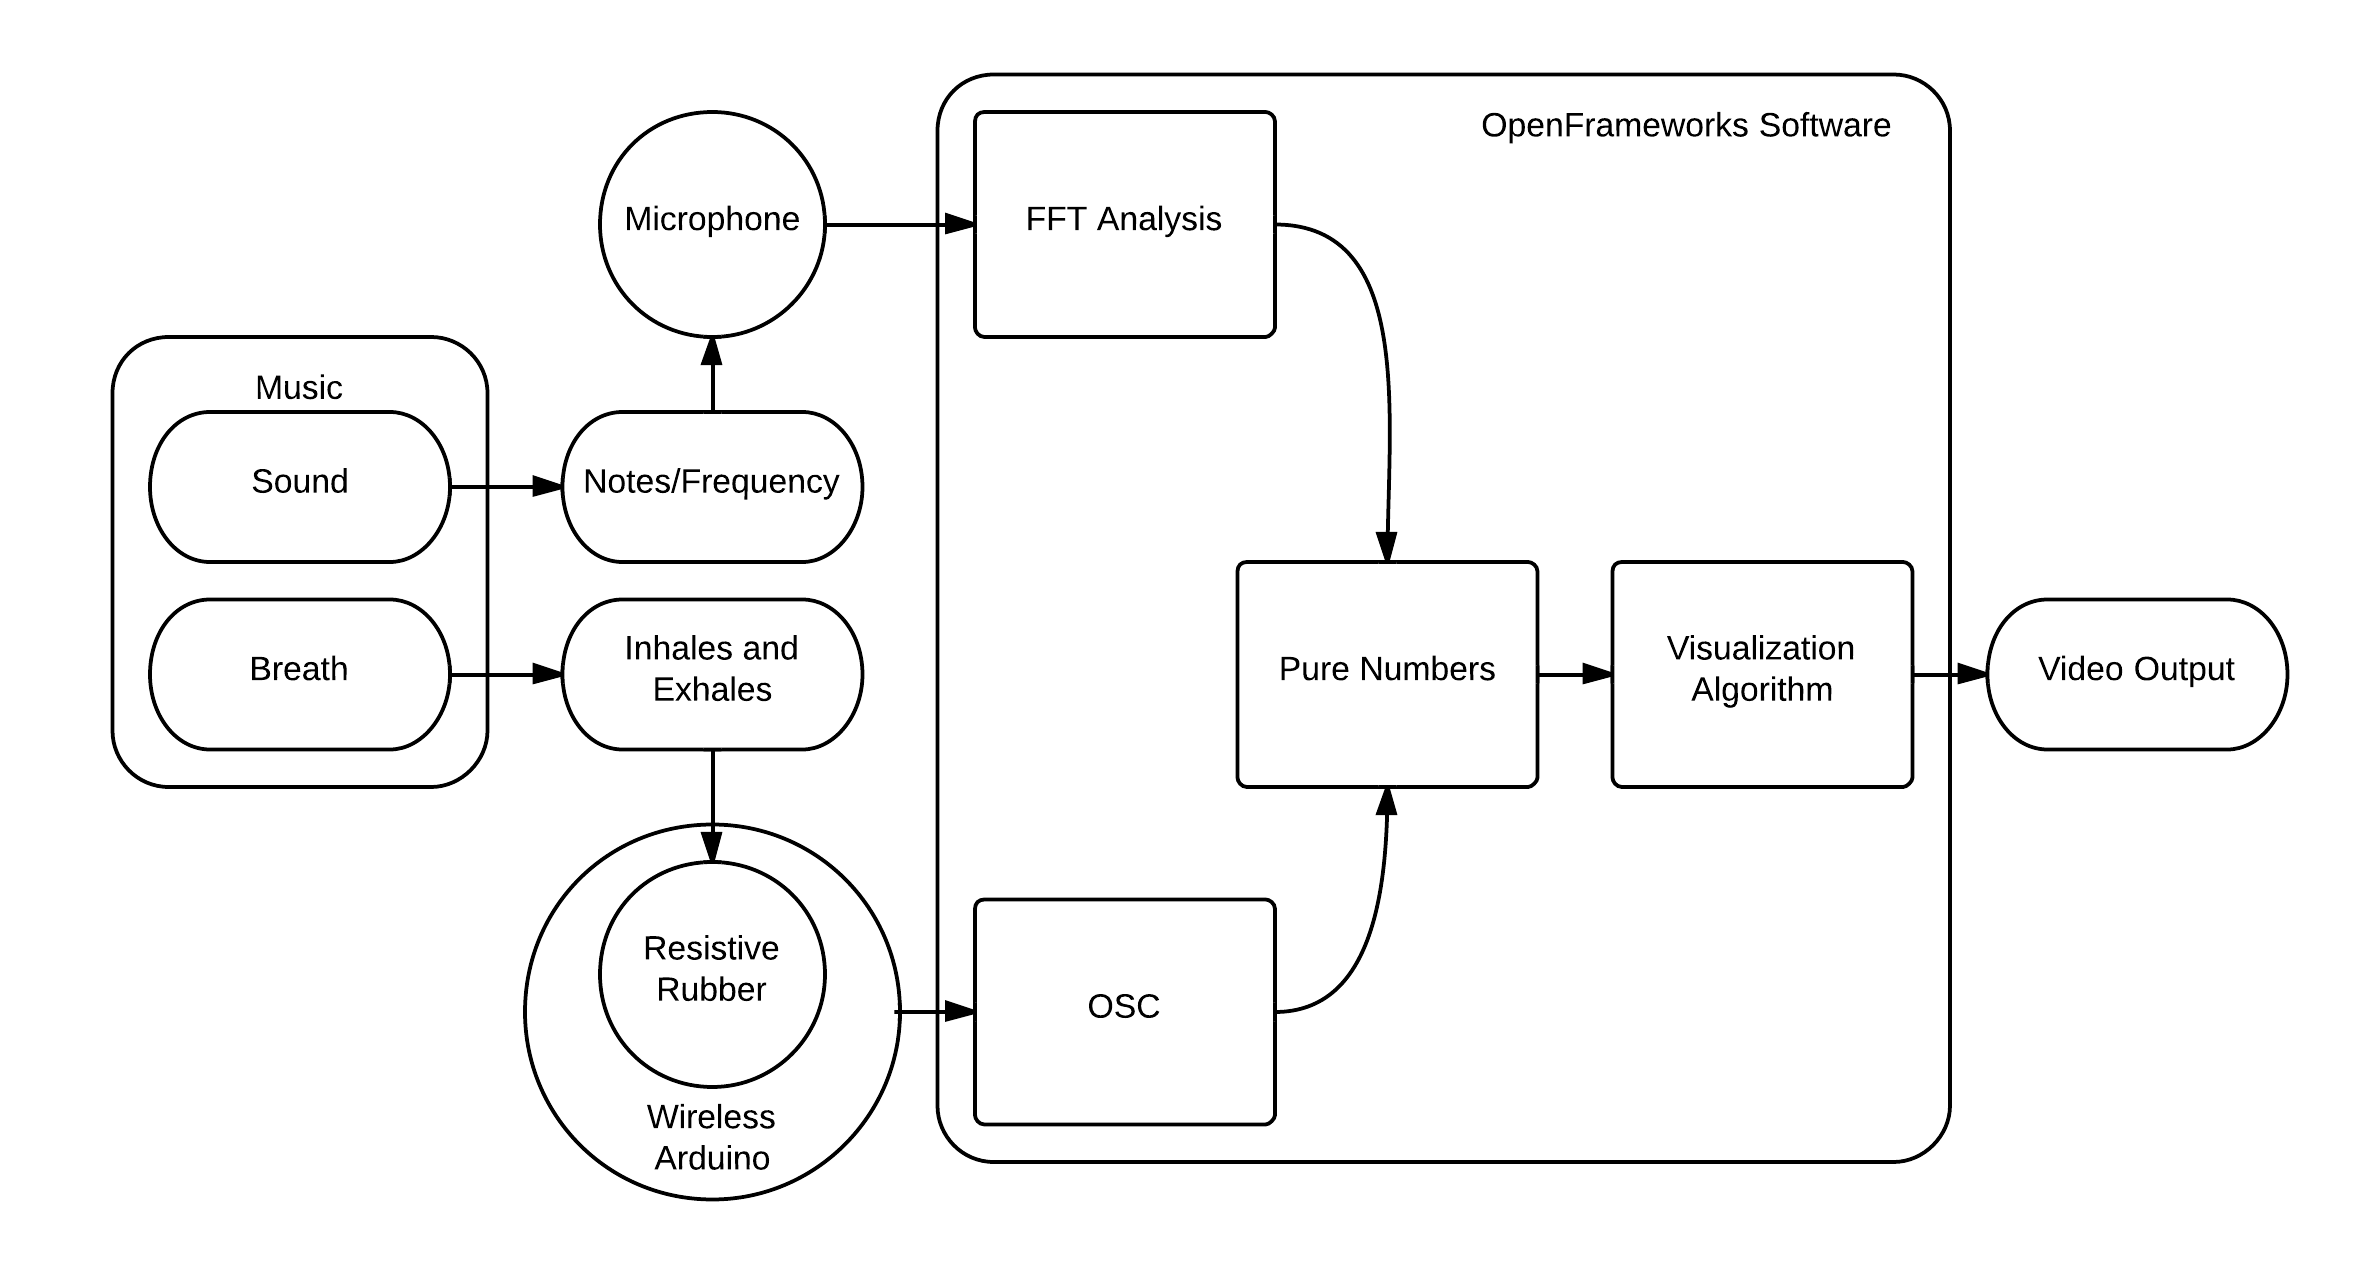 OpenFrameworks Software
Microphone
FFT Analysis
Music
Sound
Notes/Frequency
Breath
Inhales and
Exhales
Pure Numbers
Visualization
Algorithm
Video Output
Resistive
Rubber
OSC
Wireless
Arduino